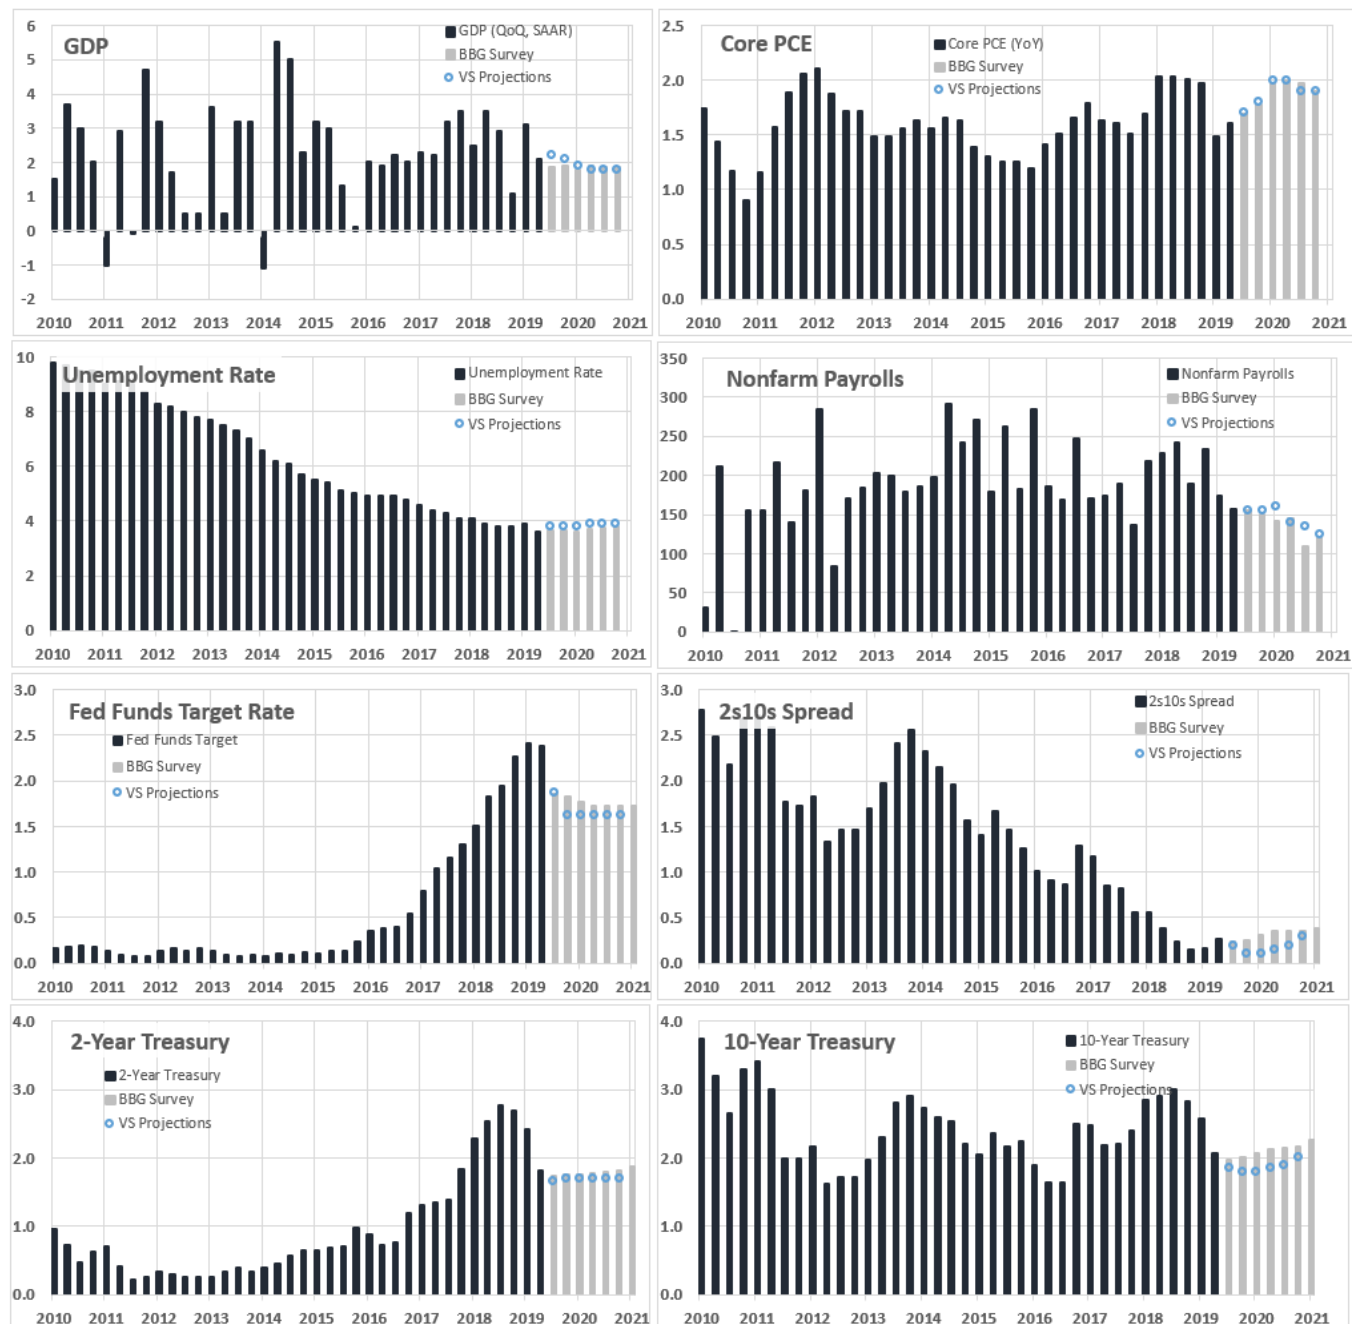 GDP
GDP (QoQ, SAAR)
BBG Survey
VS Projections
6
5
4
3
2
1
0
-1
-2
2010 2011 2012 2013 2014 2015 2016 2017 2018 2019 2020 2021
Core PCE
Core PCE (YoY)
BBG Survey
VS Projections
2.5
2.0
1.5
1.0
0.5
0.0
2010 2011 2012 2013 2014 2015 2016 2017 2018 2019 2020 2021
Unemployment Rate
Unemployment Rate
BBG Survey
VS Projections
10
8
6
4
2
0
2010 2011 2012 2013 2014 2015 2016 2017 2018 2019 2020 2021
Nonfarm Payrolls
Nonfarm Payrolls
BBG Survey
VS Projections
350
300
250
200
150
100
50
0
2010 2011 2012 2013 2014 2015 2016 2017 2018 2019 2020 2021
Fed Funds Target Rate
Fed Funds Target
BBG Survey
VS Projections
3.0
2.5
2.0
1.5
1.0
0.5
0.0
2010 2011 2012 2013 2014 2015 2016 2017 2018 2019 2020 2021
2s10s Spread
2s10s Spread
BBG Survey
VS Projections
3.0
2.5
2.0
1.5
1.0
0.5
0.0
2010 2011 2012 2013 2014 2015 2016 2017 2018 2019 2020 2021
2-Year Treasury
2-Year Treasury
BBG Survey
VS Projections
4.0
3.0
2.0
1.0
0.0
2010 2011 2012 2013 2014 2015 2016 2017 2018 2019 2020 2021
10-Year Treasury
10-Year Treasury
BBG Survey
VS Projections
4.0
3.0
2.0
1.0
0.0
2010 2011 2012 2013 2014 2015 2016 2017 2018 2019 2020 2021